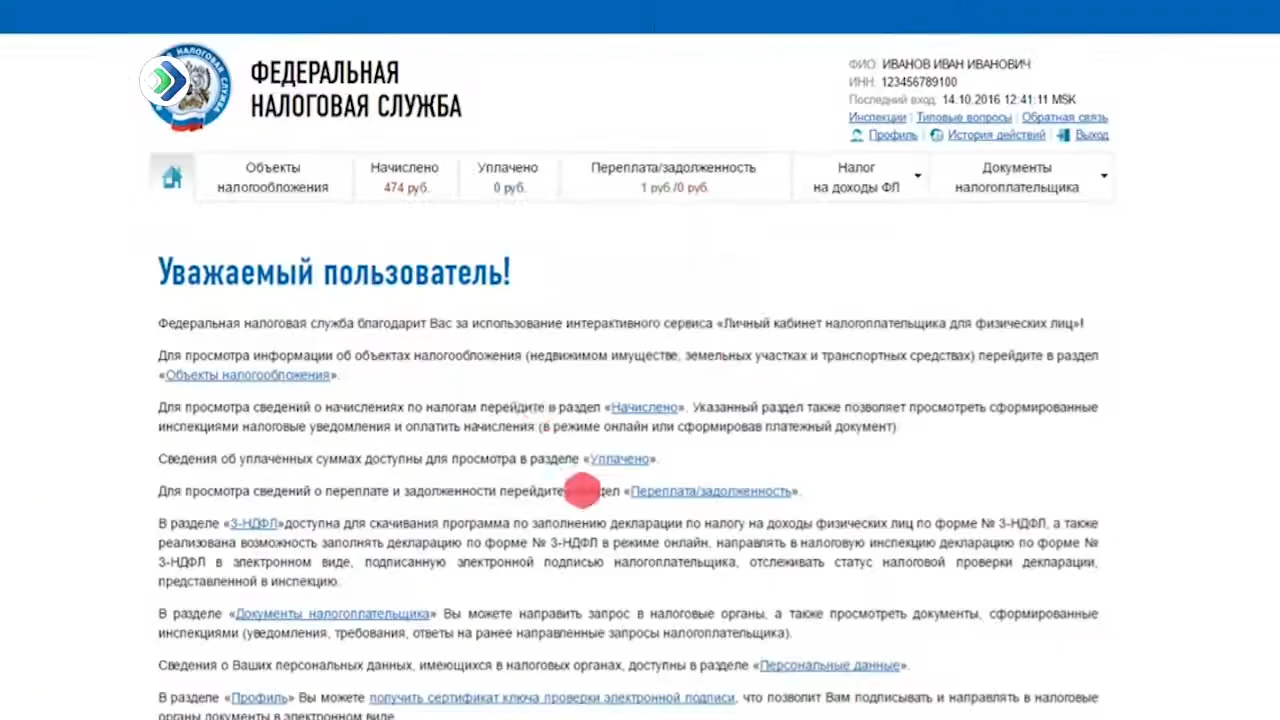 НАЛОГОВАЯ СЛУЖБА
ФЕДЕРАЛЬНАЯ
НАЛОГОВАЯ СЛУЖБА
ФИО: ИВАНОВ ИВАН ИВАНОВИЧ
ИНН: 123456789100
Последний вход: 14.10.2016 12:41:11 MSK
Инспекции | Типовые вопросы | Обратная связь
Профиль | История действий | Выход
Объекты налогообложения
Начислено 474 руб.
Уплачено 0 руб.
Переплата/задолженность 1 руб./0 руб.
Налог на доходы ФЛ
Документы налогоплательщика
Уважаемый пользователь!
Федеральная налоговая служба благодарит Вас за использование интерактивного сервиса «Личный кабинет налогоплательщика для физических лиц»!
Для просмотра информации об объектах налогообложения (недвижимом имуществе, земельных участках и транспортных средствах) перейдите в раздел
«Объекты налогообложения».
Для просмотра сведений о начислениях по налогам перейдите в раздел «Начислено». Указанный раздел также позволяет просмотреть сформированные
инспекциями налоговые уведомления и оплатить начисления (в режиме онлайн или сформировав платежный документ)
Сведения об уплаченных суммах доступны для просмотра в разделе «Уплачено».
Для просмотра сведений о переплате и задолженности перейдите дел «Переплата/задолженность».
В разделе «3-НДФЛ»доступна для скачивания программа по заполнению декларации по налогу на доходы физических лиц по форме № 3-НДФЛ, а также
реализована возможность заполнять декларацию по форме № 3-НДФЛ в режиме онлайн, направлять в налоговую инспекцию декларацию по форме №
3-НДФЛ в электронном виде, подписанную электронной подписью налогоплательщика, отслеживать статус налоговой проверки декларации,
представленной в инспекцию.
В разделе «Документы налогоплательщика» Вы можете направить запрос в налоговые органы, а также просмотреть документы, сформированные
инспекциями (уведомления, требования, ответы на ранее направленные запросы налогоплательщика).
Сведения о Ваших персональных данных, имеющихся в налоговых органах, доступны в разделе «Персональные данные».
В разделе «Профиль» Вы можете получить сертификат ключа проверки электронной подписи, что позволит Вам подписывать и направлять в налоговые
органы документы в электронном виде.